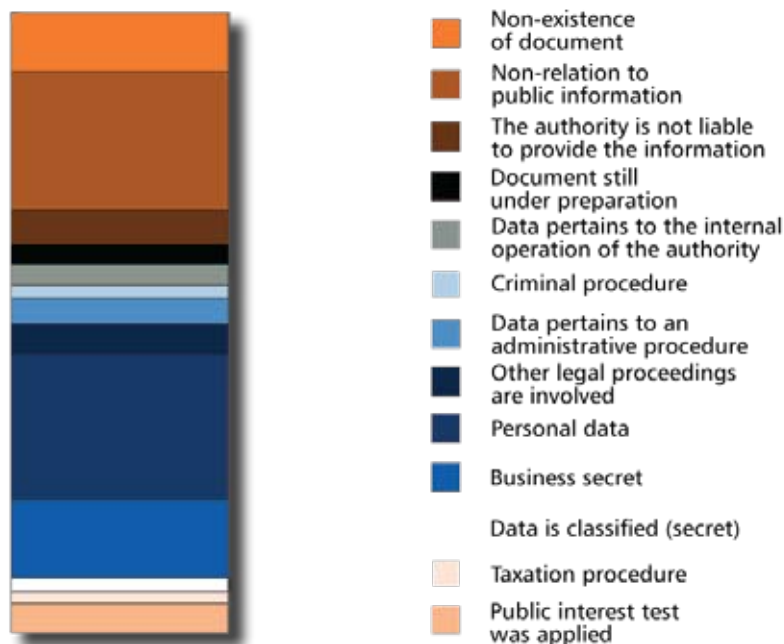 Non-existence
of document
Non-relation to
public information
The authority is not liable
to provide the information
Document still
under preparation
Data pertains to the internal
operation of the authority
Criminal procedure
Data pertains to an
administrative procedure
Other legal proceedings
are involved
Personal data
Business secret
Data is classified (secret)
Taxation procedure
Public interest test
was applied